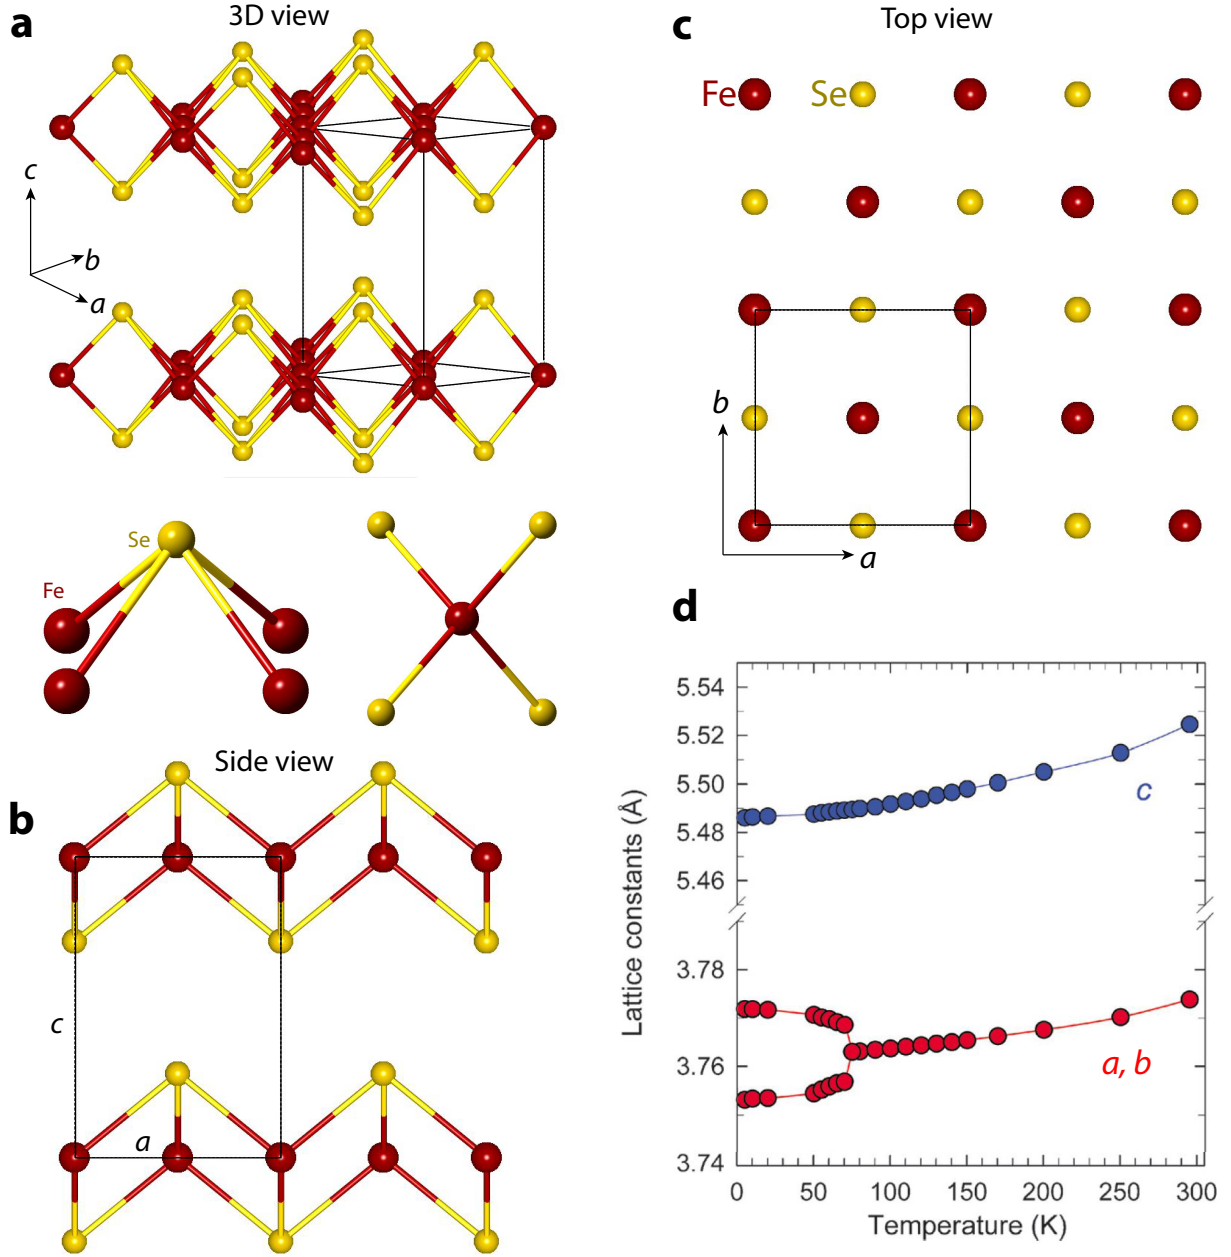 a
3D view
c
b
a
Se
Fe
Side view
b
c
a
c
Top view
Fe
Se
b
a
d
Lattice constants (Å)
5.54
5.52
5.50
5.48
5.46
3.78
3.76
3.74
c
a, b
0 50 100 150 200 250 300
Temperature (K)